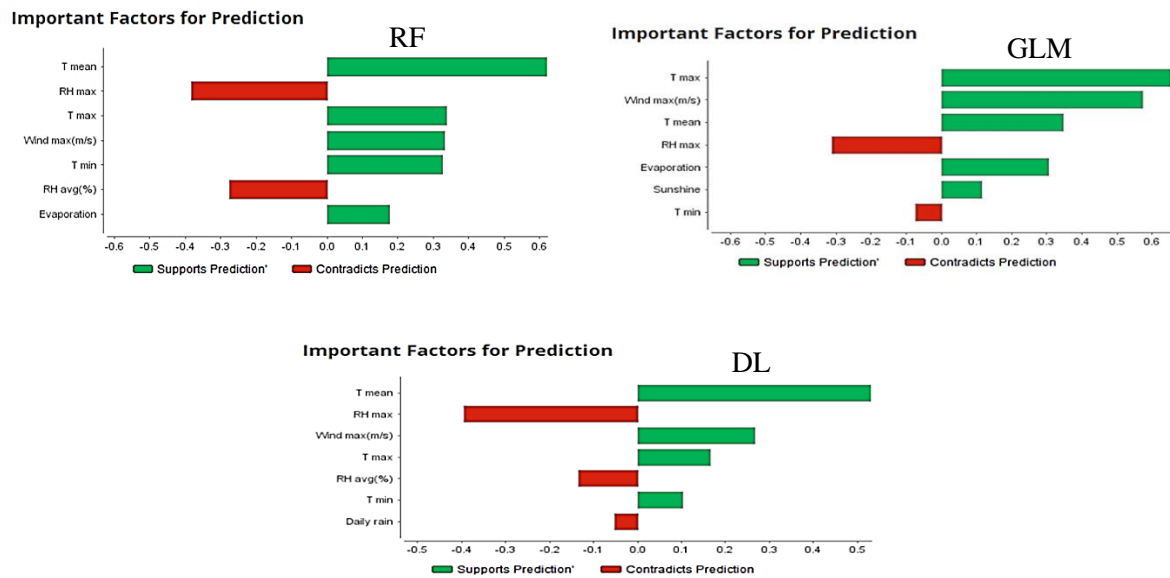 Important Factors for Prediction
RF
T mean
RH max
T max
Wind max(m/s)
T min
RH avg(%)
Evaporation
-0.6 -0.5 -0.4 -0.3 -0.2 -0.1 0.0 0.1 0.2 0.3 0.4 0.5 0.6
Supports Prediction' Contradicts Prediction
Important Factors for Prediction
GLM
T max
Wind max(m/s)
T mean
RH max
Evaporation
Sunshine
T min
-0.6 -0.5 -0.4 -0.3 -0.2 -0.1 0.0 0.1 0.2 0.3 0.4 0.5 0.6
Supports Prediction' Contradicts Prediction
Important Factors for Prediction
DL
T mean
RH max
Wind max(m/s)
T max
RH avg(%)
T min
Daily rain
-0.5 -0.4 -0.3 -0.2 -0.1 0.0 0.1 0.2 0.3 0.4 0.5
Supports Prediction' Contradicts Prediction